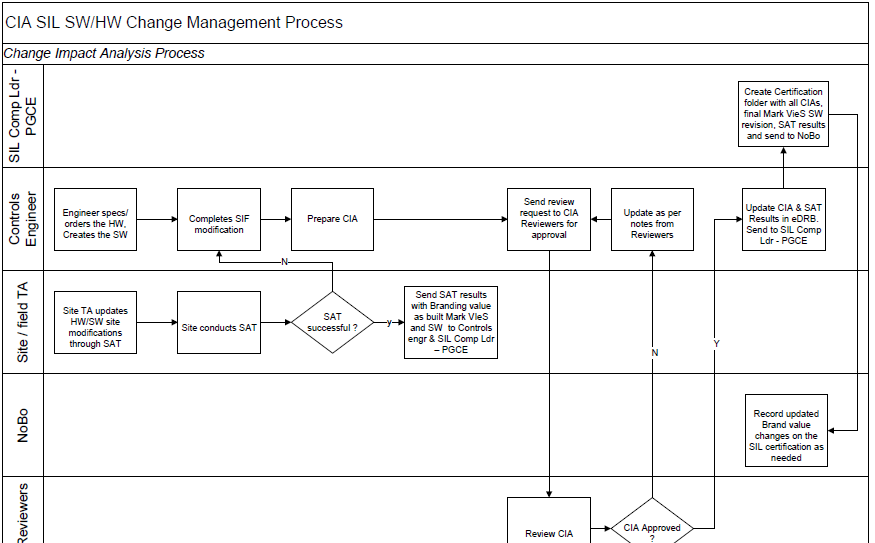 CIA SIL SW/HW Change Management Process
Change Impact Analysis Process
SIL Comp Ldr -
PGCE
Create Certification
folder with all CIAs,
final Mark VieS SW
revision, SAT results
and send to NoBo
Controls
Engineer
Engineer specs/
orders the HW,
Creates the SW
Completes SIF
modification
Prepare CIA
Send review
request to CIA
Reviewers for
approval
Update as per
notes from
Reviewers
Update CIA & SAT
Results in eDRB.
Send to SIL Comp
Ldr - PGCE
N
Site / field TA
Site TA updates
HW/SW site
modifications
through SAT
Site conducts SAT
SAT
successful ?
y
Send SAT results
with Branding value
as built Mark VIeS
and SW  to Controls
engr & SIL Comp Ldr
– PGCE
N
Y
NoBo
Record updated
Brand value
changes on the
SIL certification as
needed
Reviewers
Review CIA
CIA Approved
?